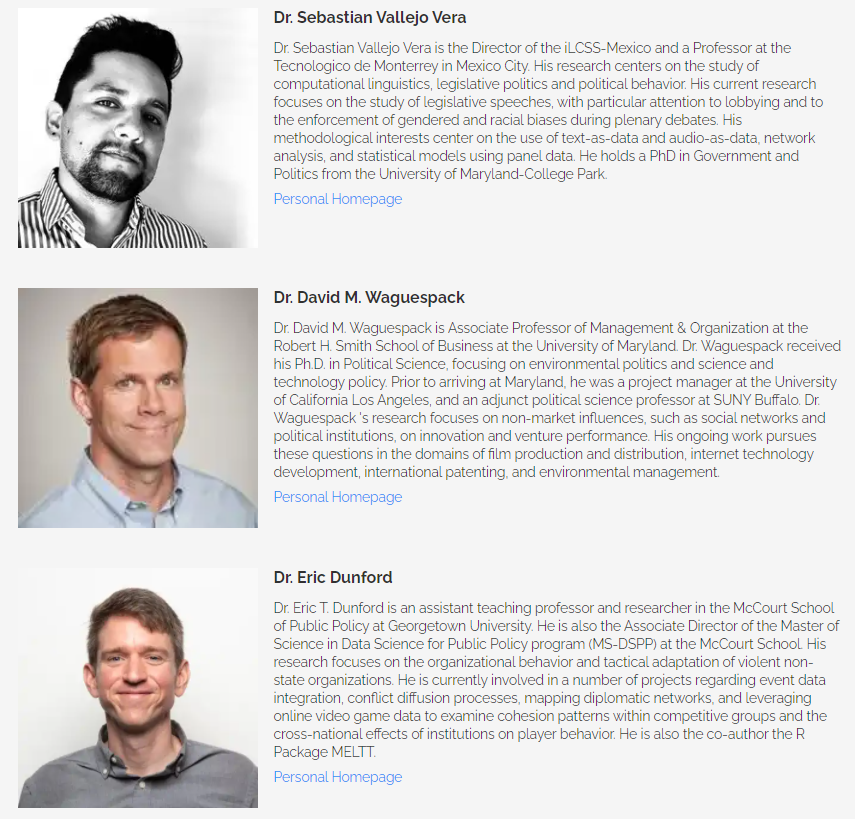 Dr. Sebastian Vallejo Vera
Dr. Sebastian Vallejo Vera is the Director of the iLCSS-Mexico and a Professor at the
Tecnologico de Monterrey in Mexico City. His research centers on the study of
computational linguistics, legislative politics and political behavior. His current research
focuses on the study of legislative speeches, with particular attention to lobbying and to
the enforcement of gendered and racial biases during plenary debates. His
methodological interests center on the use of text-as-data and audio-as-data, network
analysis, and statistical models using panel data. He holds a PhD in Government and
Politics from the University of Maryland-College Park.
Personal Homepage
Dr. David M. Waguespack
Dr. David M. Waguespack is Associate Professor of Management & Organization at the
Robert H. Smith School of Business at the University of Maryland. Dr. Waguespack received
his Ph.D. in Political Science, focusing on environmental politics and science and
technology policy. Prior to arriving at Maryland, he was a project manager at the University
of California Los Angeles, and an adjunct political science professor at SUNY Buffalo. Dr.
Waguespack 's research focuses on non-market influences, such as social networks and
political institutions, on innovation and venture performance. His ongoing work pursues
these questions in the domains of film production and distribution, internet technology
development, international patenting, and environmental management.
Personal Homepage
Dr. Eric Dunford
Dr. Eric T. Dunford is an assistant teaching professor and researcher in the McCourt School
of Public Policy at Georgetown University. He is also the Associate Director of the Master of
Science in Data Science for Public Policy program (MS-DSPP) at the McCourt School. His
research focuses on the organizational behavior and tactical adaptation of violent non-
state organizations. He is currently involved in a number of projects regarding event data
integration, conflict diffusion processes, mapping diplomatic networks, and leveraging
online video game data to examine cohesion patterns within competitive groups and the
cross-national effects of institutions on player behavior. He is also the co-author the R
Package MELTT.
Personal Homepage